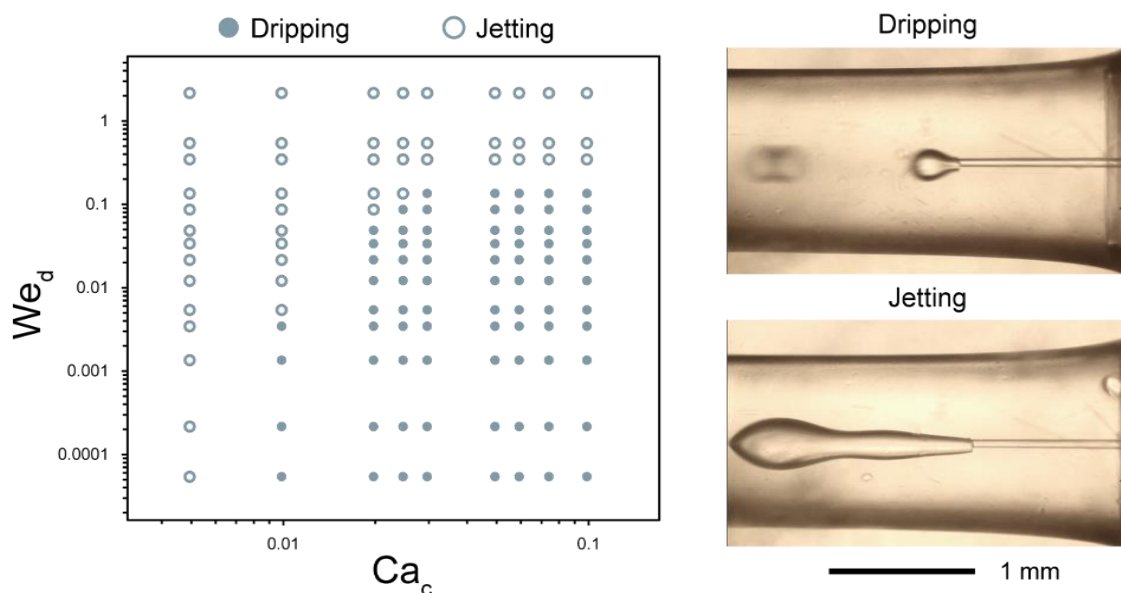 Dripping
Jetting
1
0.1
0.01
0.001
0.0001
We_d
0.01
0.1
Ca_c
Dripping
Jetting
1 mm